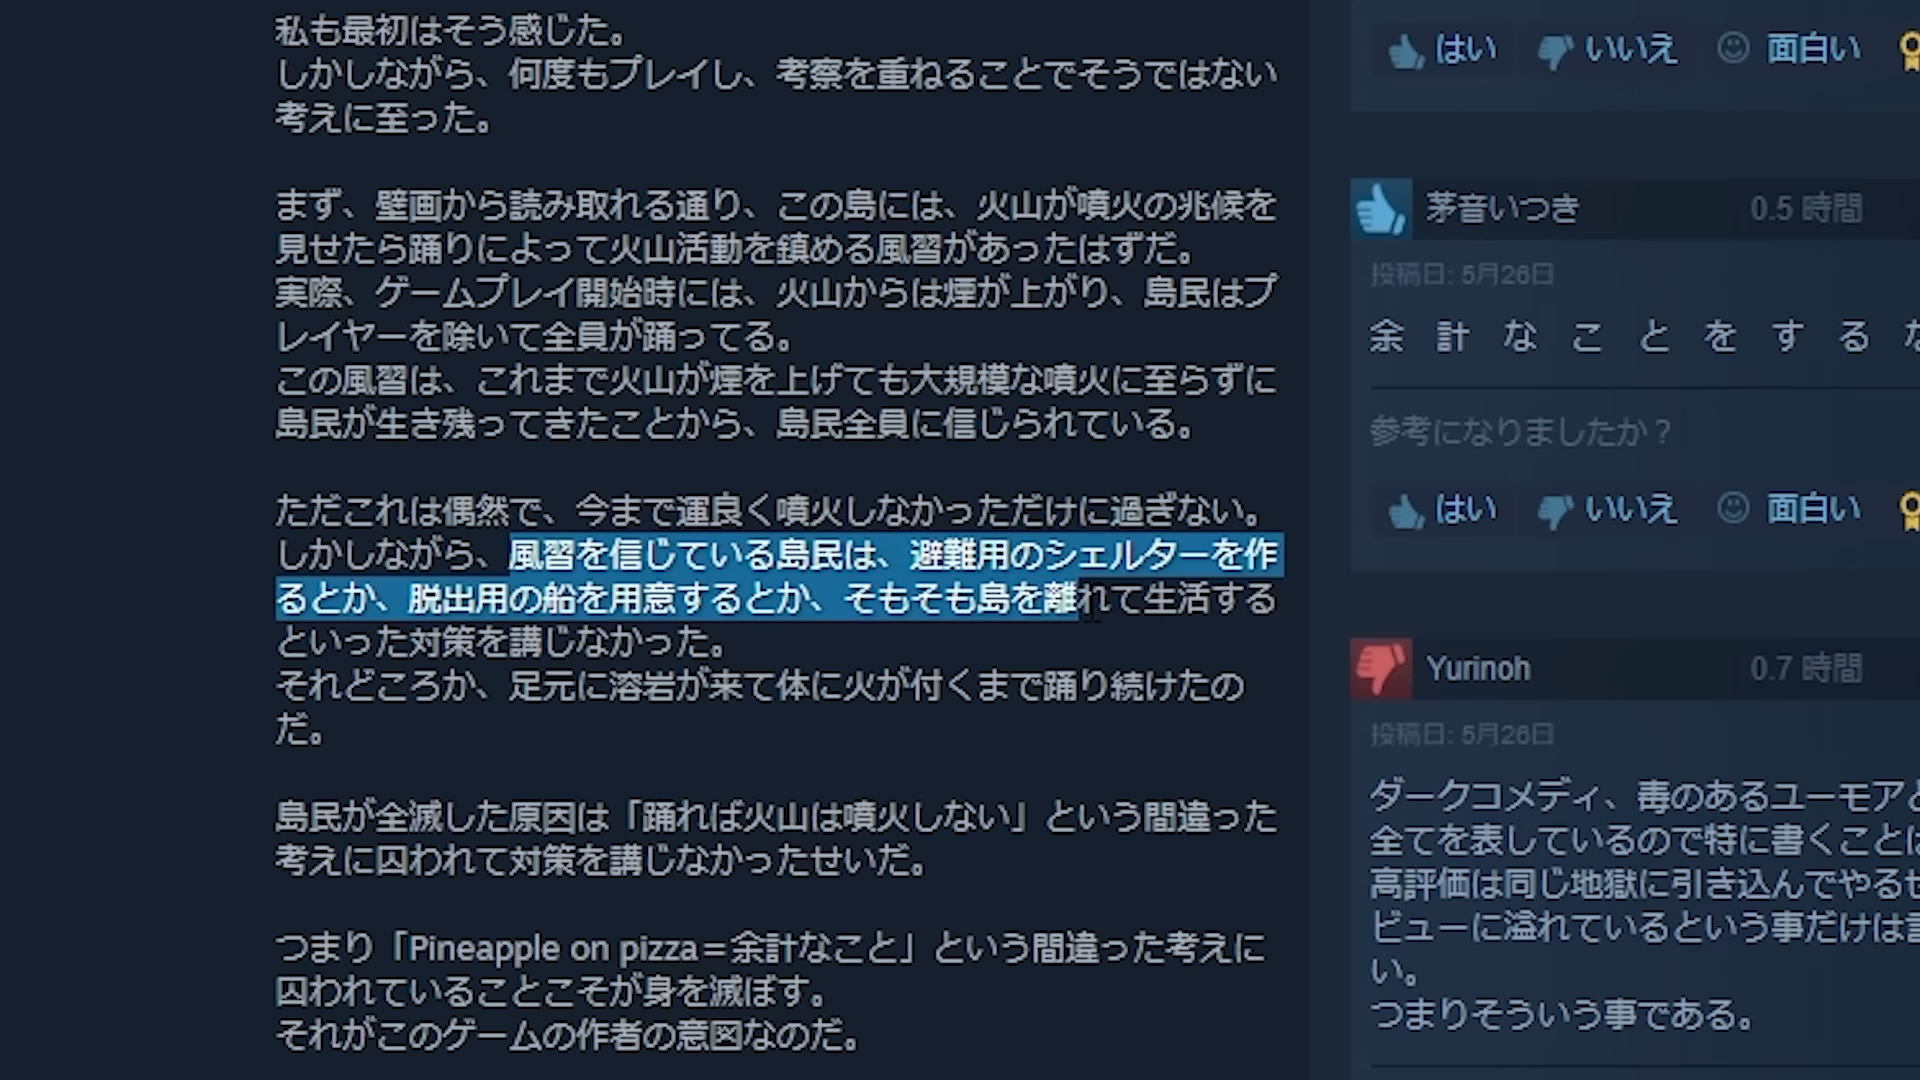 私も最初はそう感じた。
しかしながら、何度もプレイし、考察を重ねることでそうではない
考えに至った。
まず、壁画から読み取れる通り、この島には、火山が噴火の兆候を
見せたら踊りによって火山活動を鎮める風習があったはずだ。
実際、ゲームプレイ開始時には、火山からは煙が上がり、島民はプ
レイヤーを除いて全員が踊ってる。
この風習は、これまで火山が煙を上げても大規模な噴火に至らずに
島民が生き残ってきたことから、島民全員に信じられている。
ただこれは偶然で、今まで運良く噴火しなかっただけに過ぎない。
しかしながら、風習を信じている島民は、避難用のシェルターを作
るとか、脱出用の船を用意するとか、そもそも島を離れて生活する
といった対策を講じなかった。
それどころか、足元に溶岩が来て体に火が付くまで踊り続けたの
だ。
島民が全滅した原因は「踊れば火山は噴火しない」という間違った
考えに囚われて対策を講じなかったせいだ。
つまり「Pineapple on pizza＝余計なこと」という間違った考えに
囚われていることこそが身を滅ぼす。
それがこのゲームの作者の意図なのだ。
はい いいえ 面白い
茅音いつき 0.5 時間
投稿日: 5月26日
余 計 な こ と を す る な
参考になりましたか？
はい いいえ 面白い
Yurinoh 0.7 時間
投稿日: 5月26日
ダークコメディ、毒のあるユーモアと
全てを表しているので特に書くことは
高評価は同じ地獄に引き込んでやるぜ
ビューに溢れているという事だけは言
い。
つまりそういう事である。